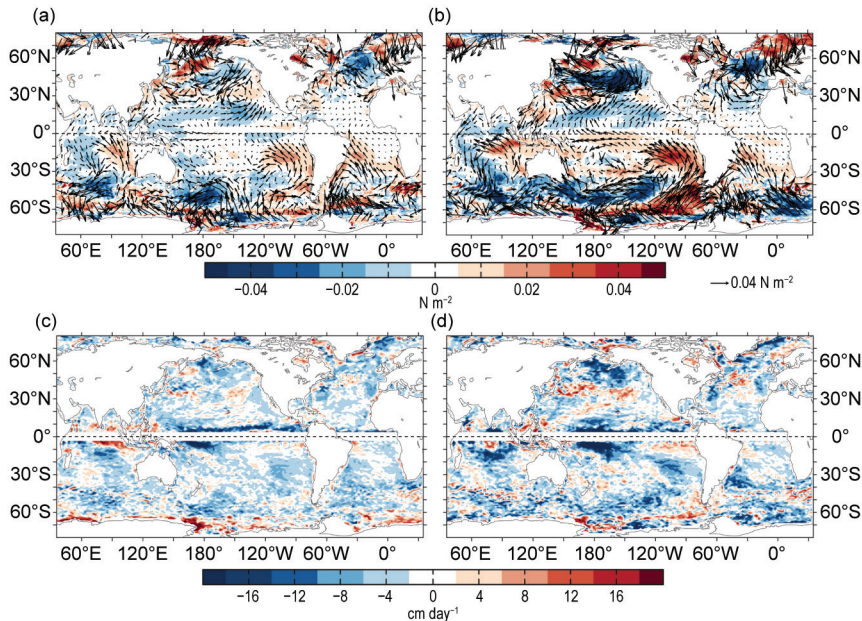 (a) (b)
60°N 60°N
30°N 30°N
0° 0°
30°S 30°S
60°S 60°S
60°E 120°E 180° 120°W 60°W 0° 60°E 120°E 180° 120°W 60°W 0°
−0.04 −0.02 0 0.02 0.04
N m⁻²
0.04 N m⁻²
(c) (d)
60°N 60°N
30°N 30°N
0° 0°
30°S 30°S
60°S 60°S
60°E 120°E 180° 120°W 60°W 0° 60°E 120°E 180° 120°W 60°W 0°
−16 −12 −8 −4 0 4 8 12 16
cm day⁻¹